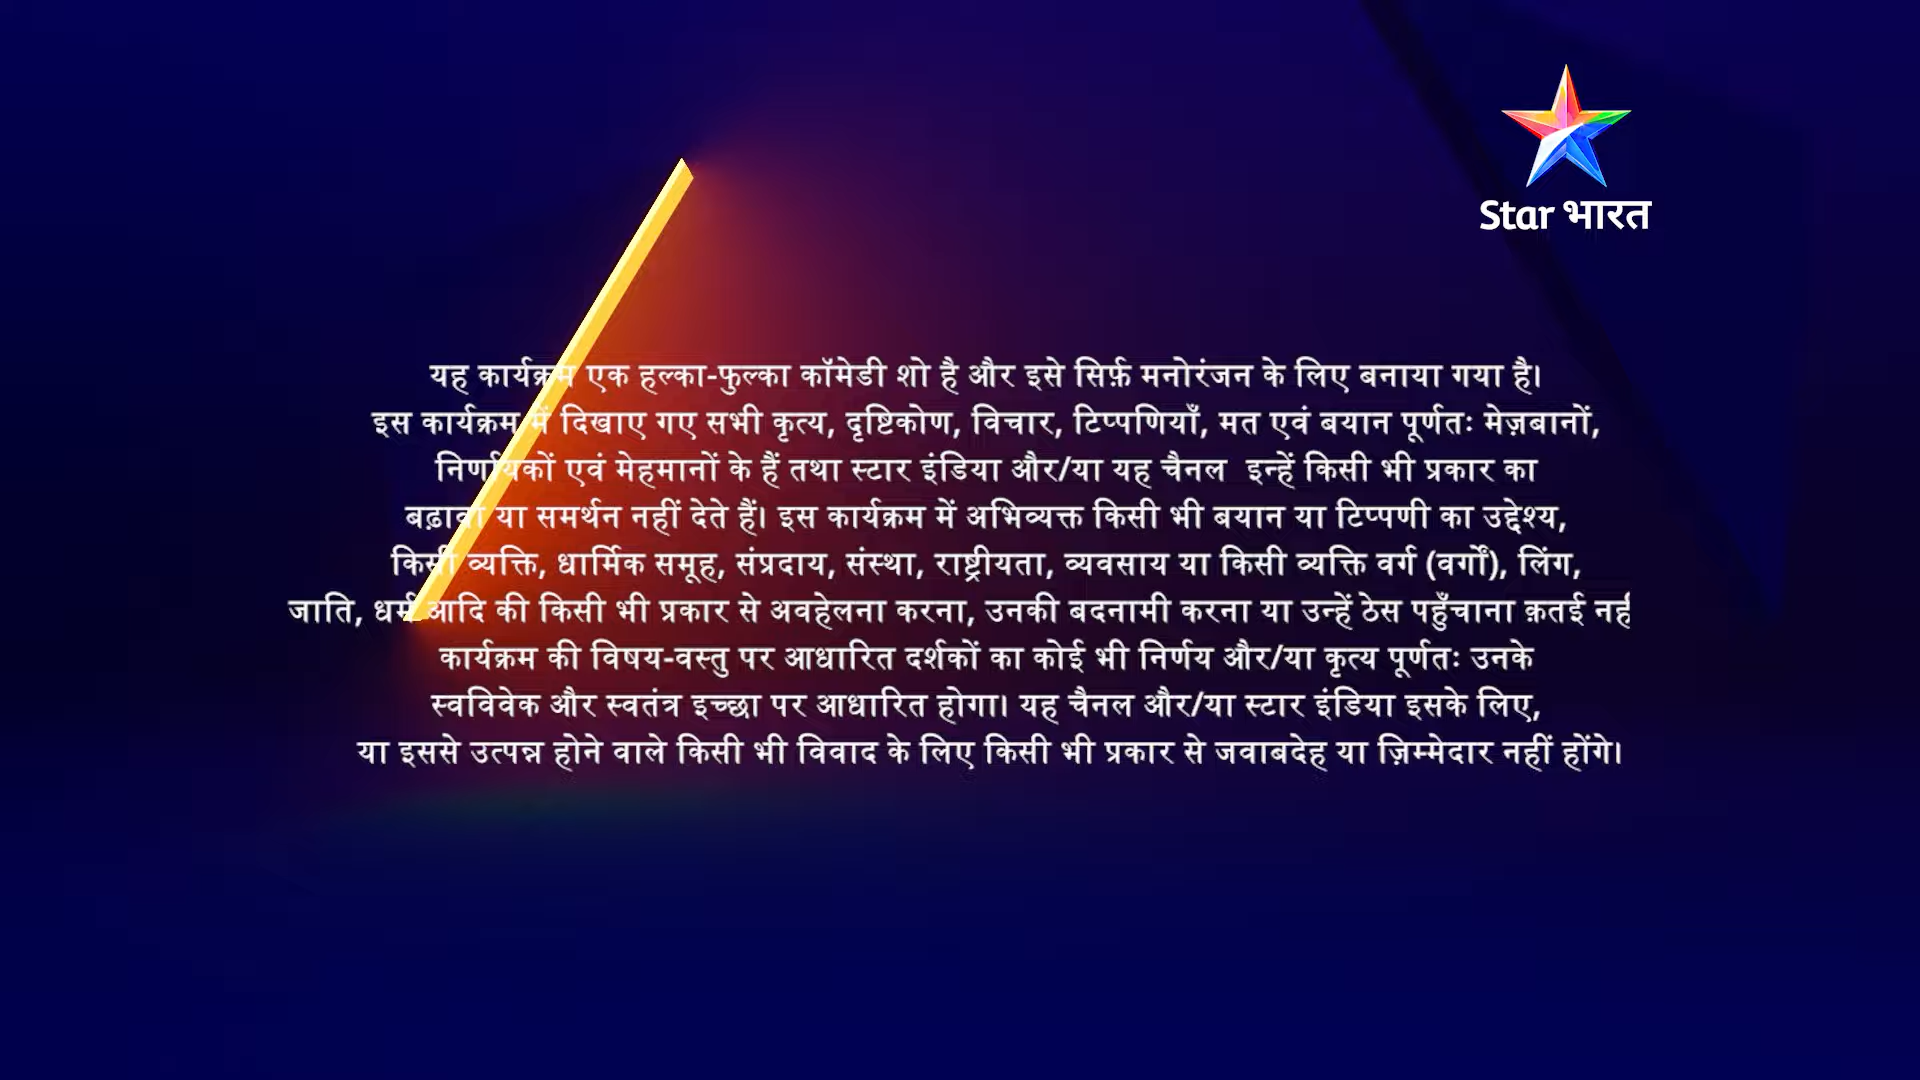 Star भारत
यह कार्यक्रम एक हल्का-फुल्का कॉमेडी शो है और इसे सिर्फ़ मनोरंजन के लिए बनाया गया है।
इस कार्यक्रम में दिखाए गए सभी कृत्य, दृष्टिकोण, विचार, टिप्पणियाँ, मत एवं बयान पूर्णतः मेज़बानों,
निर्णायकों एवं मेहमानों के हैं तथा स्टार इंडिया और/या यह चैनल इन्हें किसी भी प्रकार का
बढ़ावा या समर्थन नहीं देते हैं। इस कार्यक्रम में अभिव्यक्त किसी भी बयान या टिप्पणी का उद्देश्य,
किसी व्यक्ति, धार्मिक समूह, संप्रदाय, संस्था, राष्ट्रीयता, व्यवसाय या किसी व्यक्ति वर्ग (वर्गों), लिंग,
जाति, धर्म आदि की किसी भी प्रकार से अवहेलना करना, उनकी बदनामी करना या उन्हें ठेस पहुँचाना क़तई
कार्यक्रम की विषय-वस्तु पर आधारित दर्शकों का कोई भी निर्णय और/या कृत्य पूर्णतः उनके
स्वविवेक और स्वतंत्र इच्छा पर आधारित होगा। यह चैनल और/या स्टार इंडिया इसके लिए,
या इससे उत्पन्न होने वाले किसी भी विवाद के लिए किसी भी प्रकार से जवाबदेह या ज़िम्मेदार नहीं होंगे।